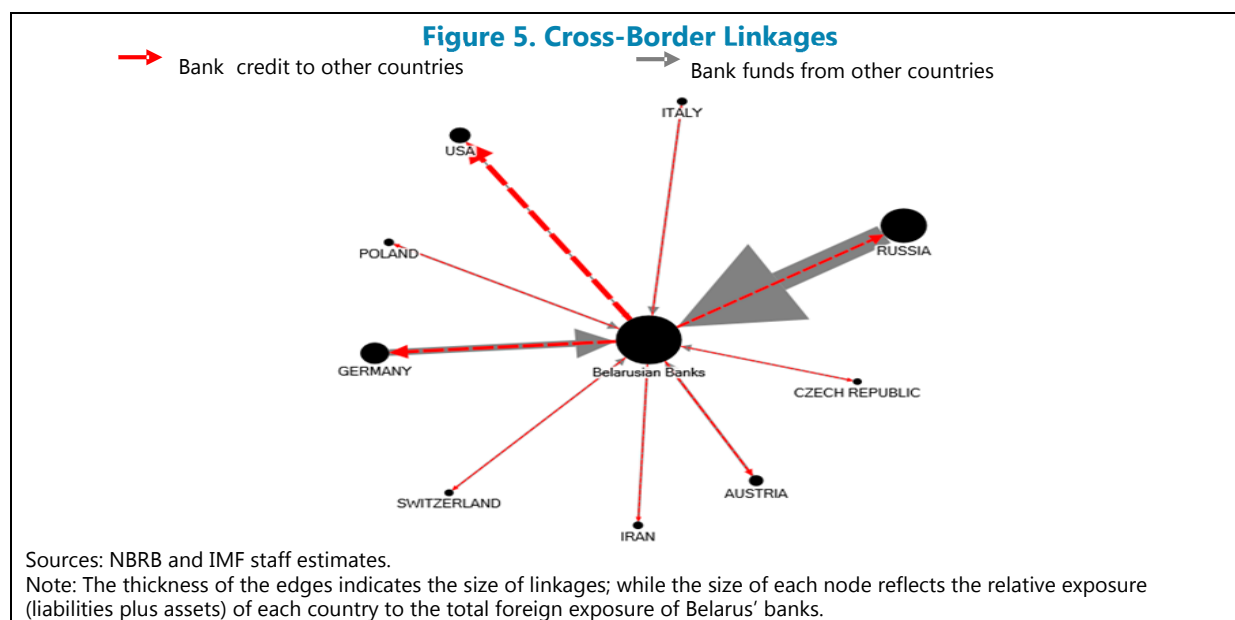 Figure 5. Cross-Border Linkages
Bank credit to other countries
Bank funds from other countries
ITALY
USA
RUSSIA
POLAND
GERMANY
Belarusian Banks
CZECH REPUBLIC
SWITZERLAND
AUSTRIA
IRAN
Sources: NBRB and IMF staff estimates.
Note: The thickness of the edges indicates the size of linkages; while the size of each node reflects the relative exposure
(liabilities plus assets) of each country to the total foreign exposure of Belarus’ banks.